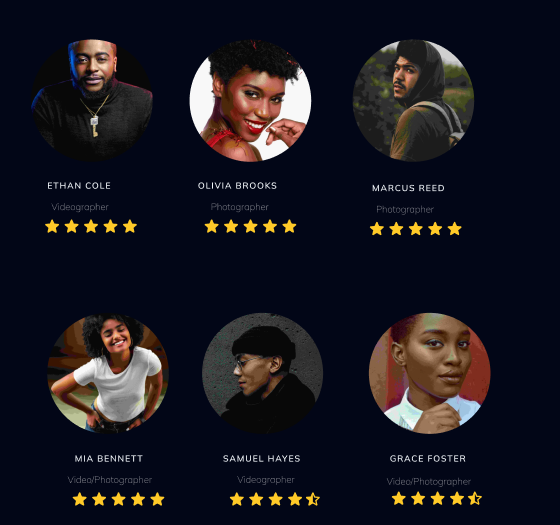 ETHAN COLE
Videographer
OLIVIA BROOKS
Photographer
MARCUS REED
Photographer
MIA BENNETT
Video/Photographer
SAMUEL HAYES
Videographer
GRACE FOSTER
Video/Photographer